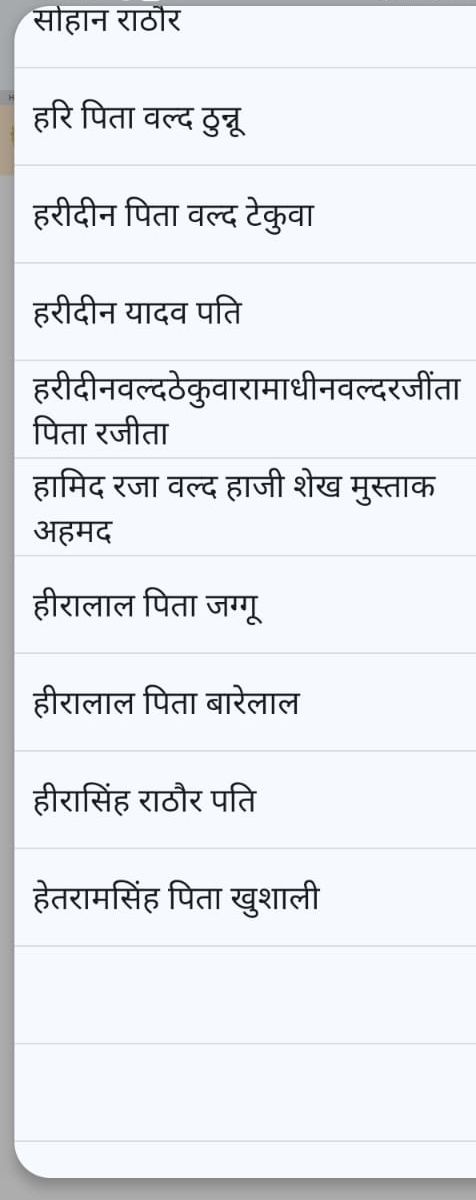 सोहान राठौर
हरि पिता वल्द ठुन्नू
हरीदीन पिता वल्द टेकुवा
हरीदीन यादव पति
हरीदीनवल्दठेकुवारामाधीनवल्दरजींता
पिता रजीता
हामिद रजा वल्द हाजी शेख मुस्ताक
अहमद
हीरालाल पिता जग्गू
हीरालाल पिता बारेलाल
हीरासिंह राठौर पति
हेतरामसिंह पिता खुशाली